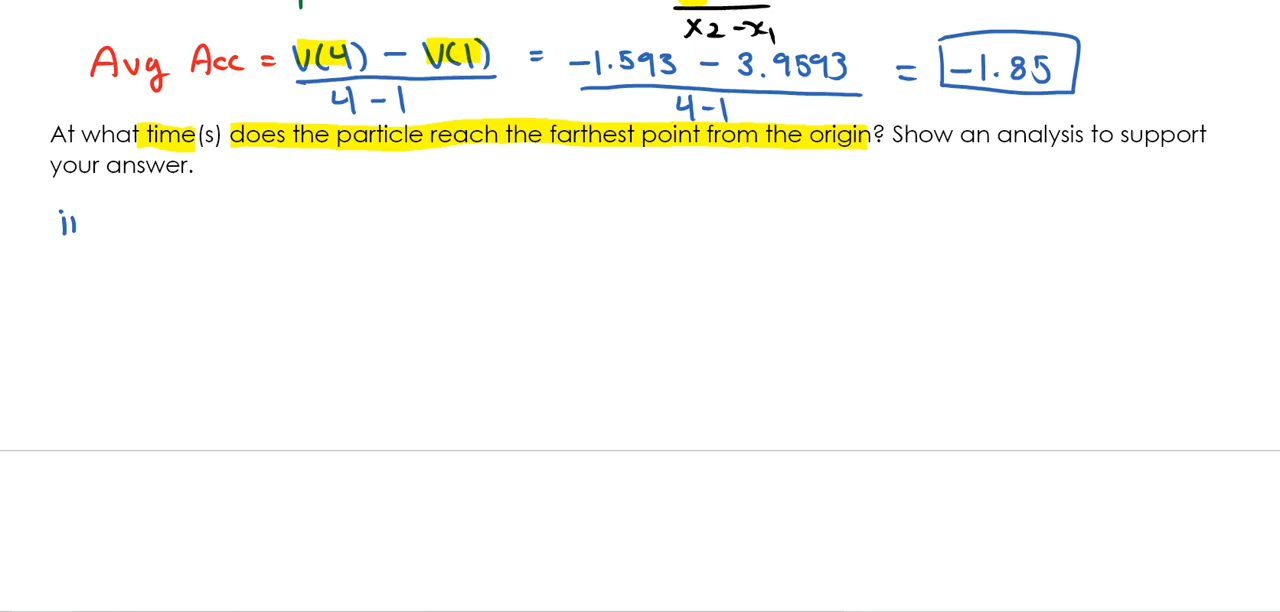 x2 - x1
Avg Acc = V(4) - V(1) / 4 - 1 = -1.593 - 3.9593 / 4-1 = -1.85
At what time(s) does the particle reach the farthest point from the origin? Show an analysis to support
your answer.